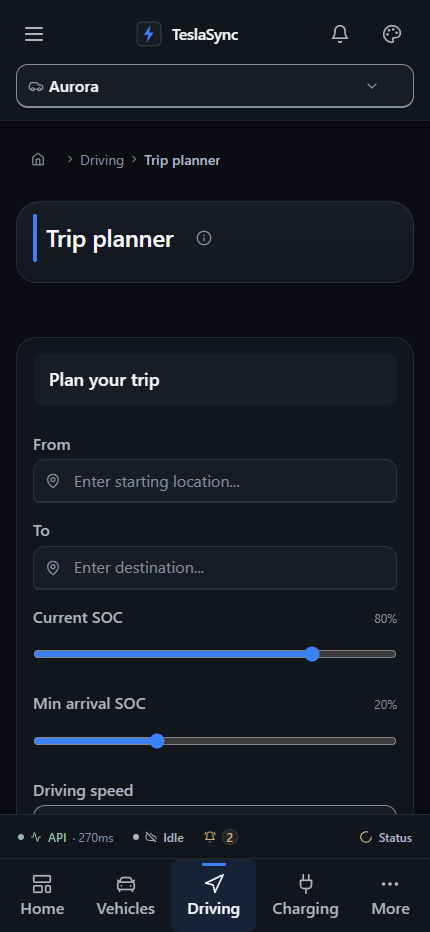 TeslaSync
Aurora
Driving
Trip planner
Trip planner
Plan your trip
From
Enter starting location...
To
Enter destination...
Current SOC
80%
Min arrival SOC
20%
Driving speed
API · 270ms
Idle
2
Status
Home
Vehicles
Driving
Charging
More